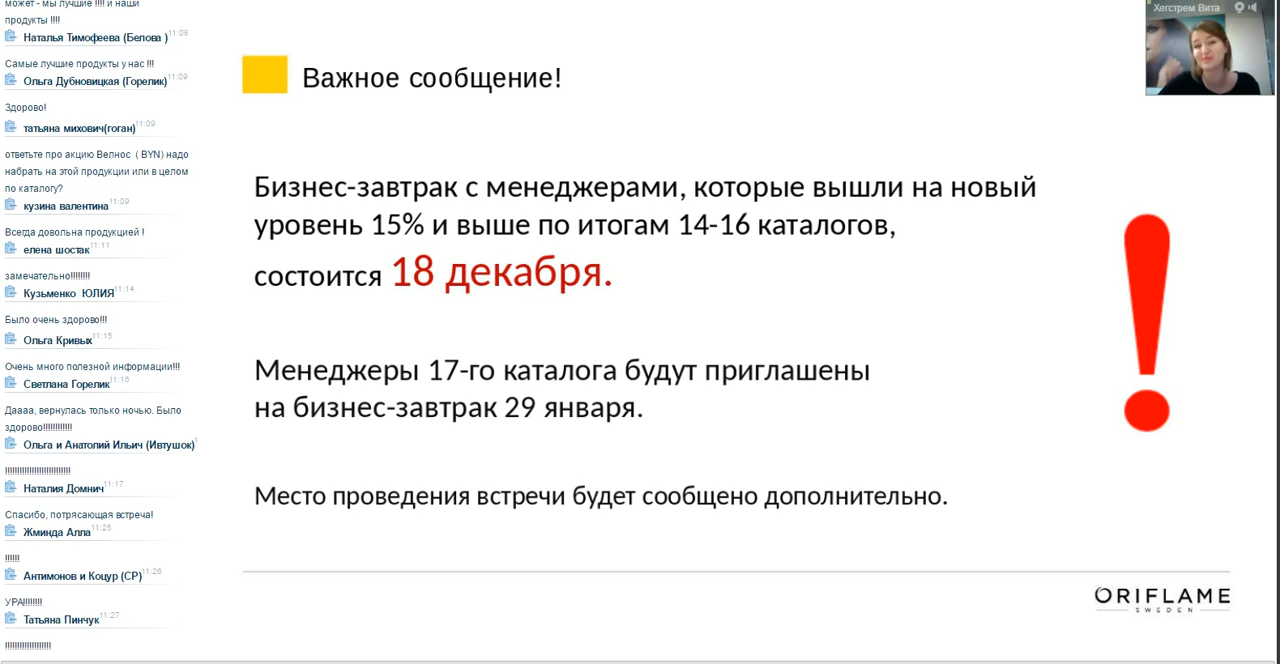 может - мы лучшие !!!! и наши
продукты !!!!
Наталья Тимофеева (Белова ) 11:08
Самые лучшие продукты у нас !!!
Ольга Дубновицкая (Горелик) 11:09
Здорово!
татьяна михович(гоган) 11:09
ответьте про акцию Велнос ( BYN) надо
набрать на этой продукции или в целом
по каталогу?
кузина валентина 11:09
Всегда довольна продукцией !
елена шостак 11:11
замечательно!!!!!!!!
Кузьменко ЮЛИЯ 11:14
Было очень здорово!!!
Ольга Кривых 11:15
Очень много полезной информации!!!
Светлана Горелик 11:16
Даааа, вернулась только ночью. Было
здорово!!!!!!!!!!!!
Ольга и Анатолий Ильич (Ивтушок) 1
!!!!!!!!!!!!!!!!!!!!!!!!!!!
Наталия Домнич 11:17
Спасибо, потрясающая встреча!
Жминда Алла 11:25
!!!!!!
Антимонов и Коцур (СР) 11:26
УРА!!!!!!!!
Татьяна Пинчук 11:27
!!!!!!!!!!!!!!!!!!!
Важное сообщение!
Бизнес-завтрак с менеджерами, которые вышли на новый
уровень 15% и выше по итогам 14-16 каталогов,
состоится 18 декабря.
Менеджеры 17-го каталога будут приглашены
на бизнес-завтрак 29 января.
Место проведения встречи будет сообщено дополнительно.
!
ORIFLAME
SWEDEN
Хегстрем Вита